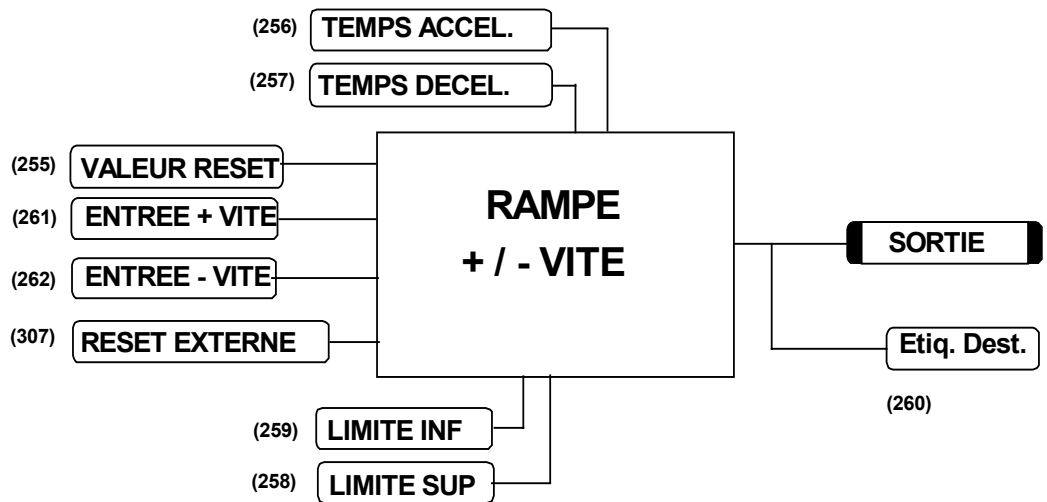 (256) TEMPS ACCEL.
(257) TEMPS DECEL.
(255) VALEUR RESET
(261) ENTREE + VITE
(262) ENTREE - VITE
(307) RESET EXTERNE
RAMPE
+ / - VITE
SORTIE
Etiq. Dest.
(260)
(259) LIMITE INF
(258) LIMITE SUP